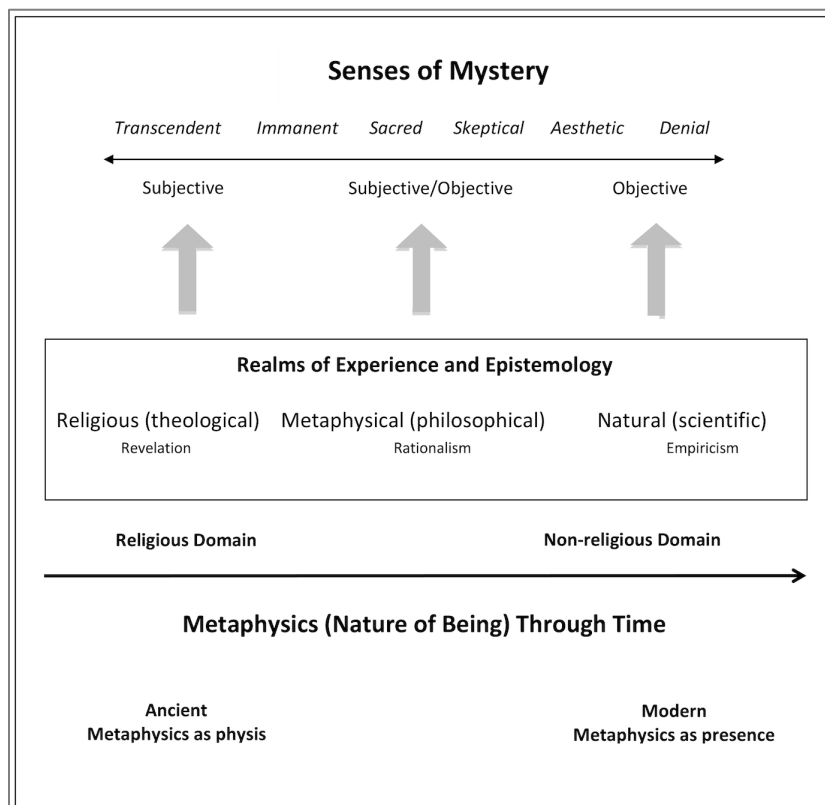 Senses of Mystery
Transcendent Immanent Sacred Skeptical Aesthetic Denial
Subjective Subjective/Objective Objective
Realms of Experience and Epistemology
Religious (theological) Metaphysical (philosophical) Natural (scientific)
Revelation Rationalism Empiricism
Religious Domain Non-religious Domain
Metaphysics (Nature of Being) Through Time
Ancient Modern
Metaphysics as physis Metaphysics as presence